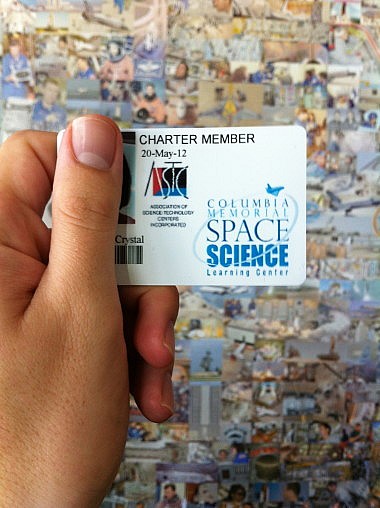 CHARTER MEMBER
20-May-12
ASTC
ASSOCIATION OF
SCIENCE-TECHNOLOGY
CENTERS
INCORPORATED
Crystal
COLUMBIA
MEMORIAL
SPACE
SCIENCE
Learning Center